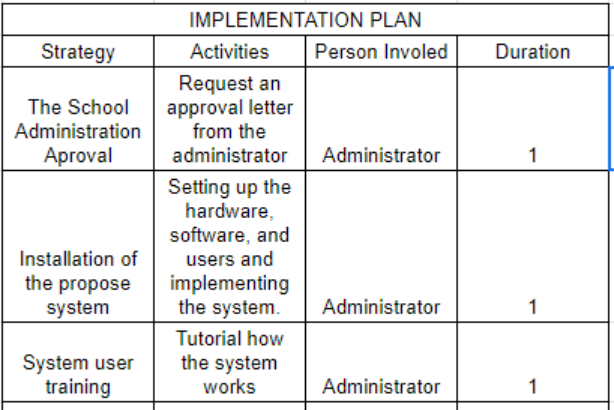 IMPLEMENTATION PLAN
Strategy Activities Person Involed Duration
The School
Administration
Aproval
Request an
approval letter
from the
administrator
Administrator
1
Installation of
the propose
system
Setting up the
hardware,
software, and
users and
implementing
the system.
Administrator
1
System user
training
Tutorial how
the system
works
Administrator
1